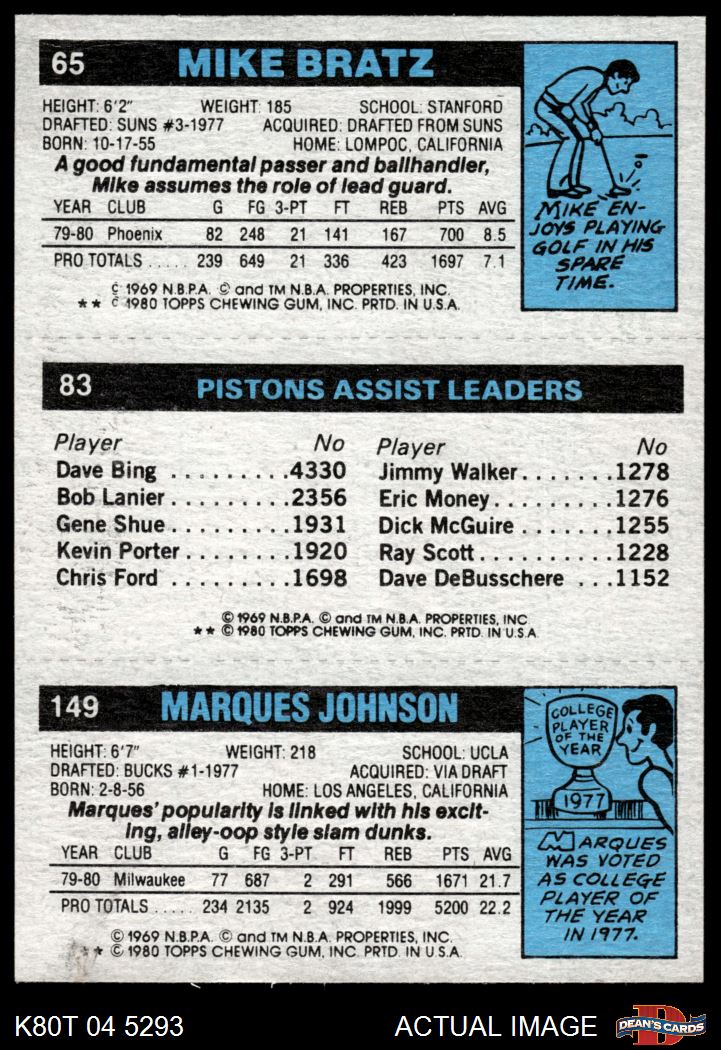 65 MIKE BRATZ
HEIGHT: 6'2" WEIGHT: 185 SCHOOL: STANFORD
DRAFTED: SUNS #3-1977 ACQUIRED: DRAFTED FROM SUNS
BORN: 10-17-55 HOME: LOMPOC, CALIFORNIA
A good fundamental passer and ballhandler,
Mike assumes the role of lead guard.
YEAR CLUB G FG 3-PT FT REB PTS AVG
79-80 Phoenix 82 248 21 141 167 700 8.5
PRO TOTALS ..... 239 649 21 336 423 1697 7.1
© 1969 N.B.P.A. © and TM N.B.A. PROPERTIES, INC.
** © 1980 TOPPS CHEWING GUM, INC. PRTD. IN U.S.A.
MIKE EN-
JOYS PLAYING
GOLF IN HIS
SPARE
TIME.
83 PISTONS ASSIST LEADERS
Player No Player No
Dave Bing ..........4330 Jimmy Walker.......1278
Bob Lanier.........2356 Eric Money.........1276
Gene Shue.........1931 Dick McGuire.......1255
Kevin Porter........1920 Ray Scott..........1228
Chris Ford .........1698 Dave DeBusschere ...1152
© 1969 N.B.P.A. © and TM N.B.A. PROPERTIES, INC
** © 1980 TOPPS CHEWING GUM, INC. PRTD. IN U.S.A
149 MARQUES JOHNSON
HEIGHT: 6'7" WEIGHT: 218 SCHOOL: UCLA
DRAFTED: BUCKS #1-1977 ACQUIRED: VIA DRAFT
BORN: 2-8-56 HOME: LOS ANGELES, CALIFORNIA
Marques' popularity is linked with his excit-
ing, alley-oop style slam dunks.
YEAR CLUB G FG 3-PT FT REB PTS AVG
79-80 Milwaukee 77 687 2 291 566 1671 21.7
PRO TOTALS ..... 234 2135 2 924 1999 5200 22.2
© 1969 N.B.P.A. © and TM N.B.A. PROPERTIES, INC.
** © 1980 TOPPS CHEWING GUM, INC. PRTD. IN U.S.A.
COLLEGE
PLAYER
OF THE
YEAR
1977
MARQUES
WAS VOTED
AS COLLEGE
PLAYER OF
THE YEAR
IN 1977.
K80T 04 5293 ACTUAL IMAGE
D
DEAN'S CARDS